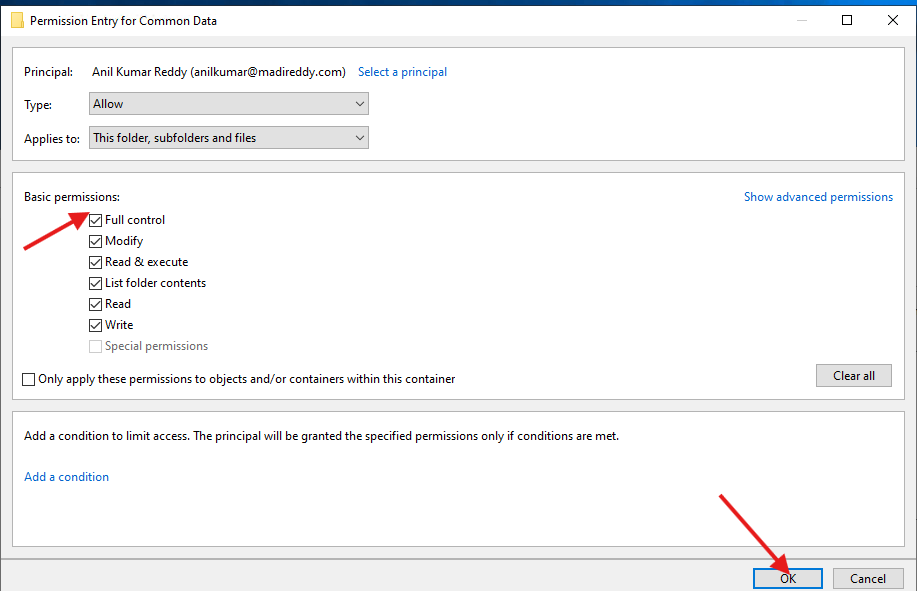 Permission Entry for Common Data
Principal: Anil Kumar Reddy (anilkumar@madireddy.com) Select a principal
Type: Allow
Applies to: This folder, subfolders and files
Basic permissions: Show advanced permissions
Full control
Modify
Read & execute
List folder contents
Read
Write
Special permissions
Only apply these permissions to objects and/or containers within this container Clear all
Add a condition to limit access. The principal will be granted the specified permissions only if conditions are met.
Add a condition
OK Cancel